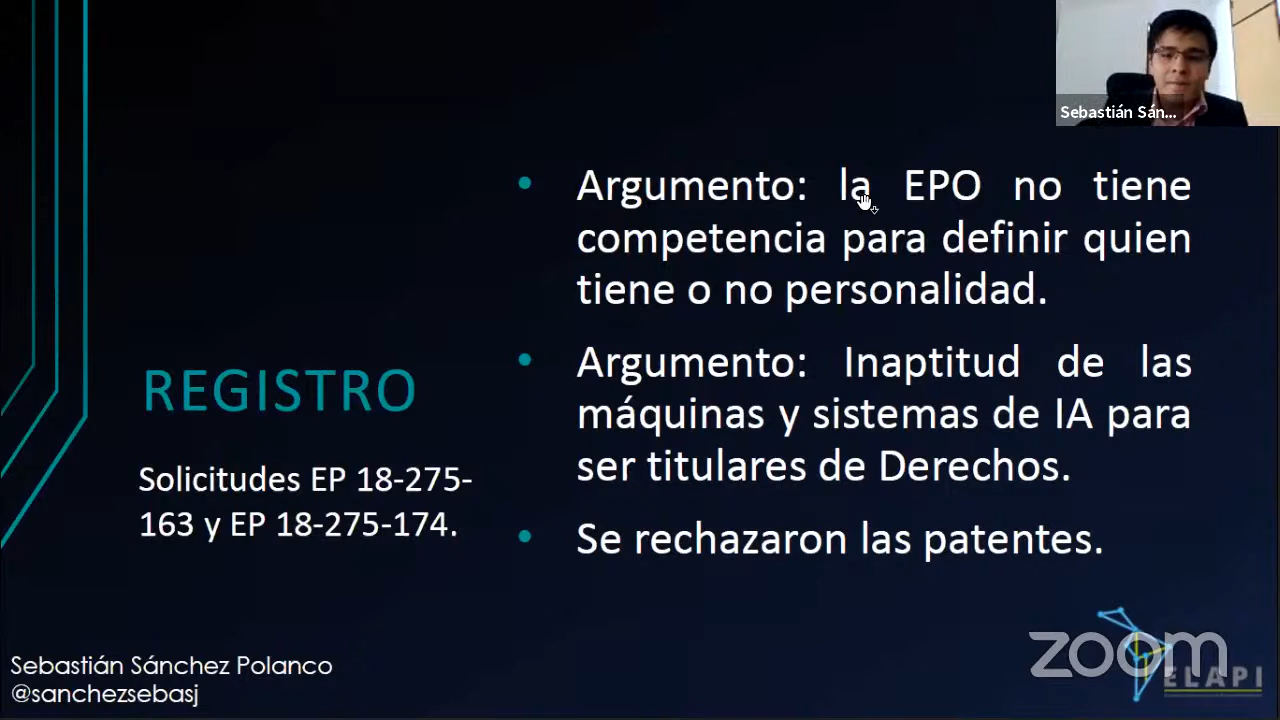 Sebastián Sán...
• Argumento: la EPO no tiene
competencia para definir quien
tiene o no personalidad.
• Argumento: Inaptitud de las
máquinas y sistemas de IA para
ser titulares de Derechos.
• Se rechazaron las patentes.
REGISTRO
Solicitudes EP 18-275-
163 y EP 18-275-174.
Sebastián Sánchez Polanco
@sanchezsebasj
zoom
ELAPI